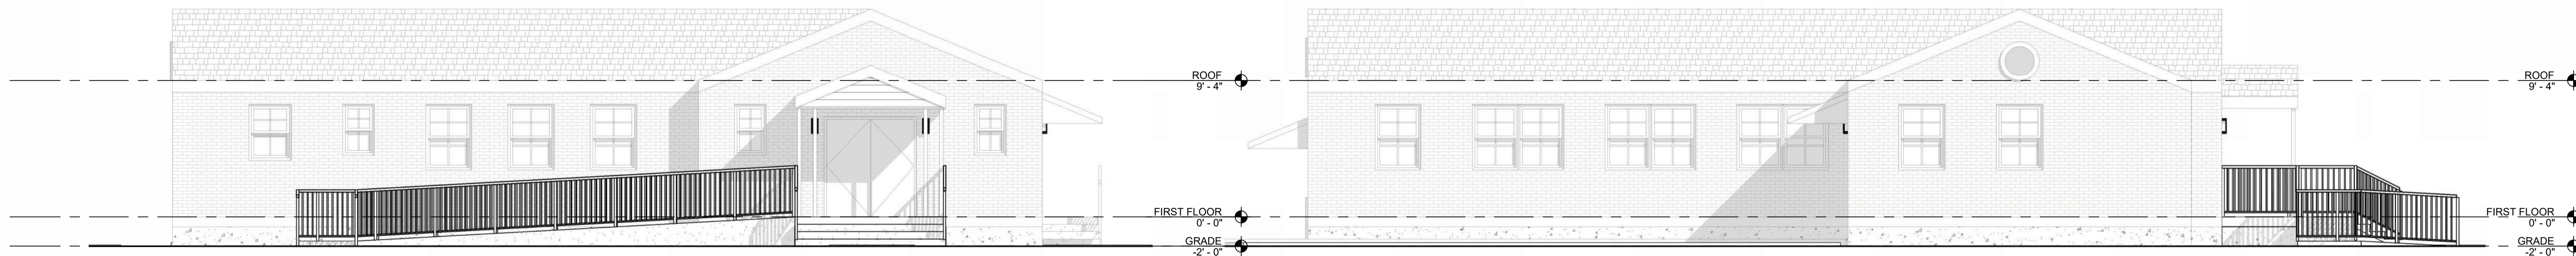 ROOF
9' - 4"
FIRST FLOOR
0' - 0"
GRADE
-2' - 0"
ROOF
9' - 4"
FIRST FLOOR
0' - 0"
GRADE
-2' - 0"